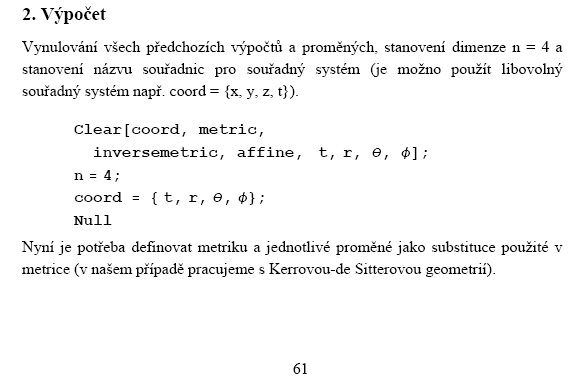 2. Výpočet
Vynulování všech předchozích výpočtů a proměných, stanovení dimenze n = 4 a
stanovení názvu souřadnic pro souřadný systém (je možno použít libovolný
souřadný systém např. coord = {x, y, z, t}).
Clear[coord, metric,
inversemetric, affine, t, r, θ, ϕ];
n = 4;
coord = { t, r, θ, ϕ};
Null
Nyní je potřeba definovat metriku a jednotlivé proměné jako substituce použité v
metrice (v našem případě pracujeme s Kerrovou-de Sitterovou geometrií).
61